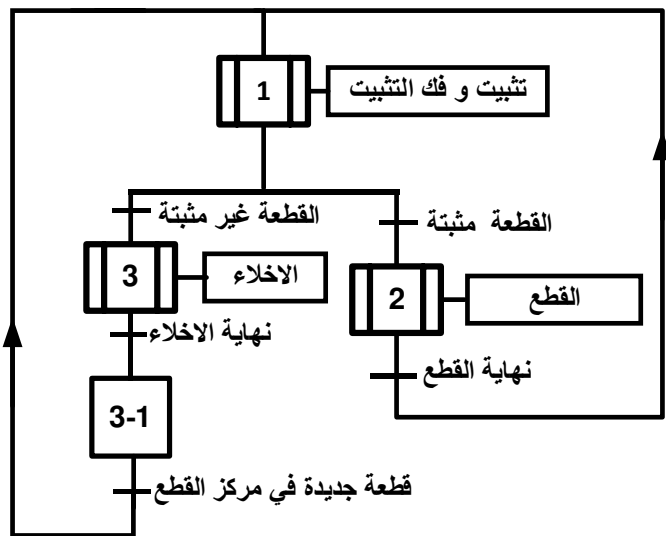 1
تثبيت و فك التثبيت
القطعة غير مثبتة
القطعة مثبتة
3
الاخلاء
2
القطع
نهاية الاخلاء
نهاية القطع
3-1
قطعة جديدة في مركز القطع